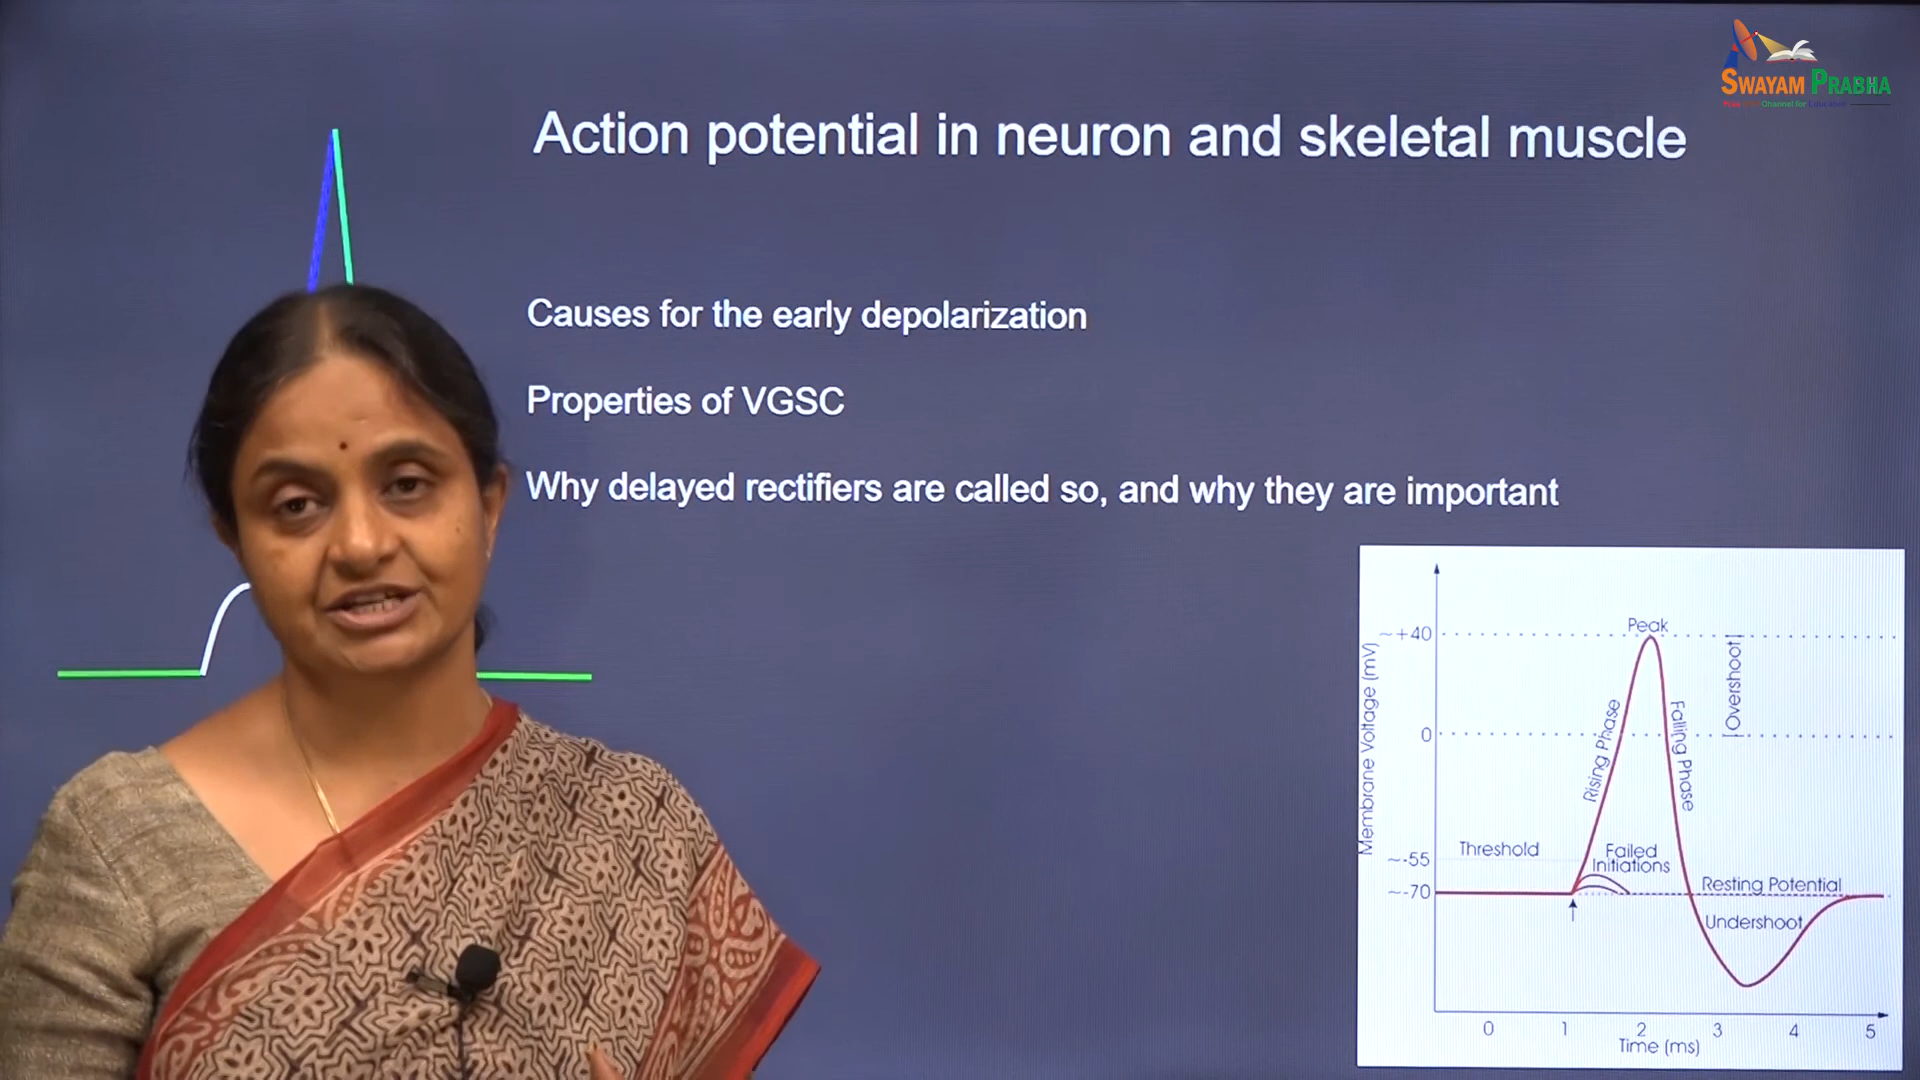 SWAYAM PRABHA
Action potential in neuron and skeletal muscle
Causes for the early depolarization
Properties of VGSC
Why delayed rectifiers are called so, and why they are important
Membrane Voltage (mV)
~+40
0
~-55
~-70
Peak
Overshoot
Rising Phase
Falling Phase
Threshold
Failed
Initiations
Resting Potential
Undershoot
0 1 2 3 4 5
Time (ms)